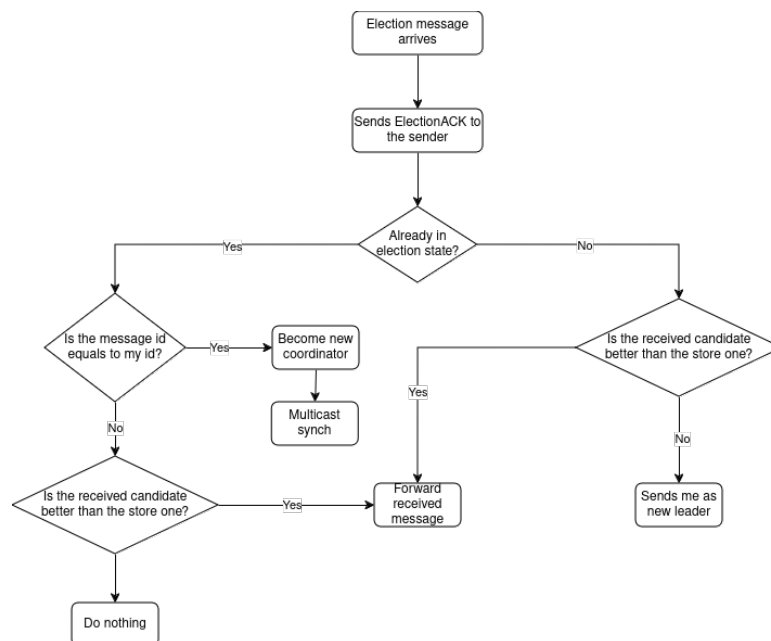 Election message
arrives
Sends ElectionACK to
the sender
Already in
election state?
Yes
No
Is the message id
equals to my id?
Yes
Become new
coordinator
Is the received candidate
better than the store one?
Yes
Multicast
synch
No
No
Is the received candidate
better than the store one?
Yes
Forward
received
message
Sends me as
new leader
Do nothing